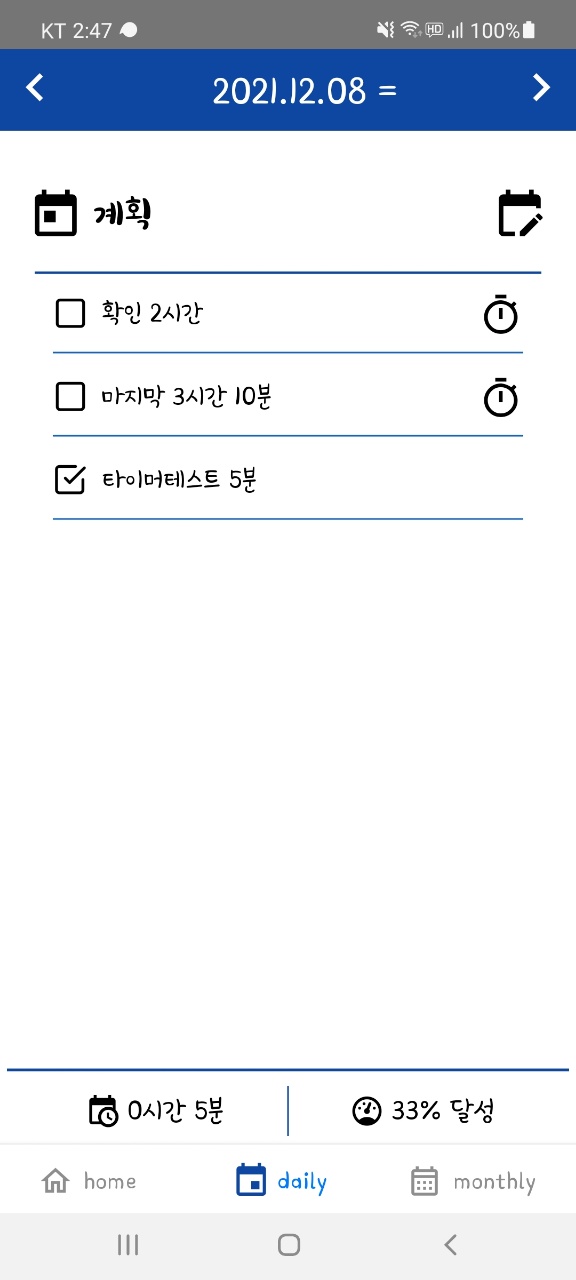 KT 2:47 HD 100%
2021.12.08 =
계획
확인 2시간
마지막 3시간 10분
타이머테스트 5분
0시간 5분 33% 달성
home daily monthly